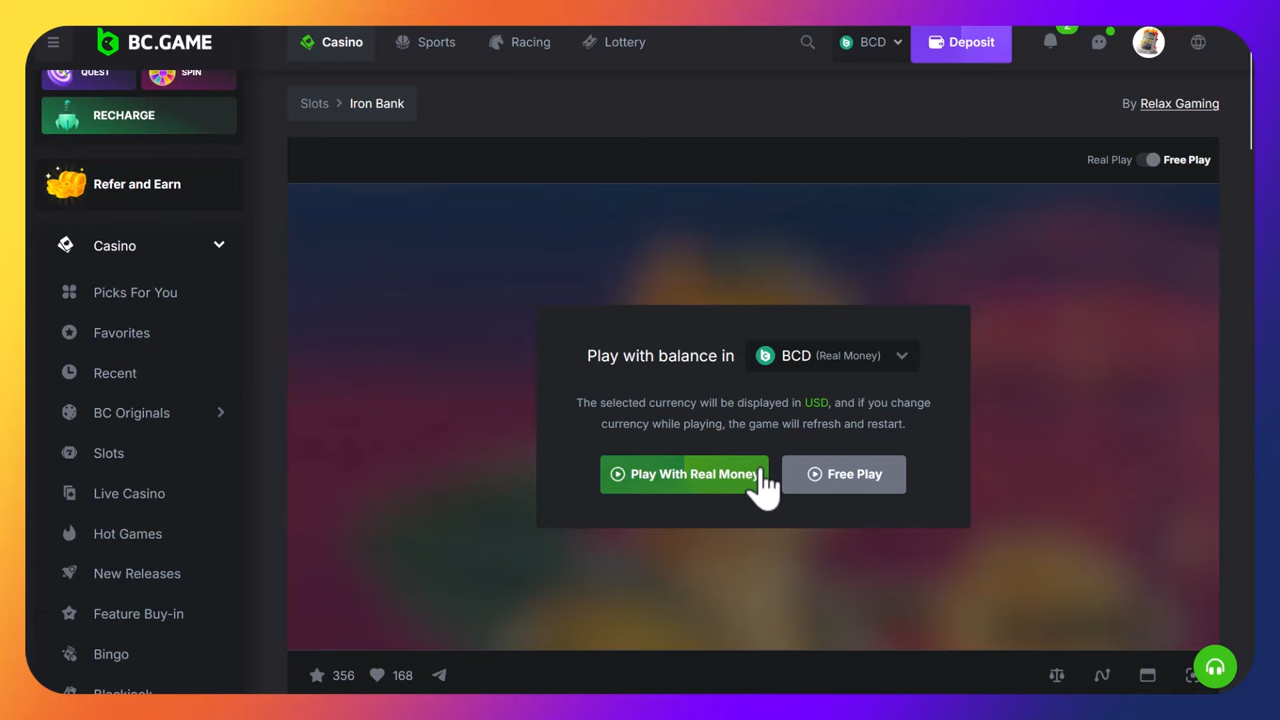 BC.GAME
Casino
Sports
Racing
Lottery
BCD
Deposit
QUEST
SPIN
RECHARGE
Refer and Earn
Casino
Picks For You
Favorites
Recent
BC Originals
Slots
Live Casino
Hot Games
New Releases
Feature Buy-in
Bingo
Blackjack
Slots > Iron Bank
By Relax Gaming
Real Play
Free Play
Play with balance in
BCD (Real Money)
The selected currency will be displayed in USD, and if you change
currency while playing, the game will refresh and restart.
Play With Real Money
Free Play
356
168